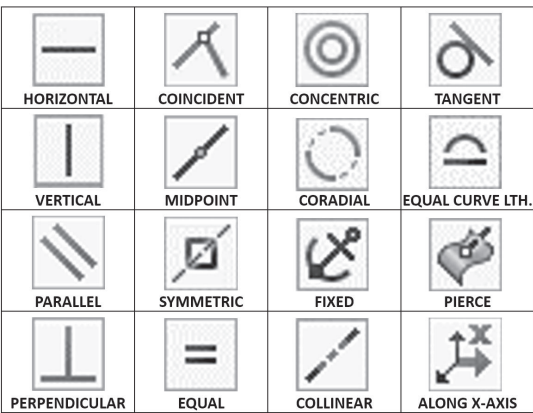 HORIZONTAL COINCIDENT CONCENTRIC TANGENT
VERTICAL MIDPOINT CORADIAL EQUAL CURVE LTH.
PARALLEL SYMMETRIC FIXED PIERCE
X
PERPENDICULAR EQUAL COLLINEAR ALONG X-AXIS